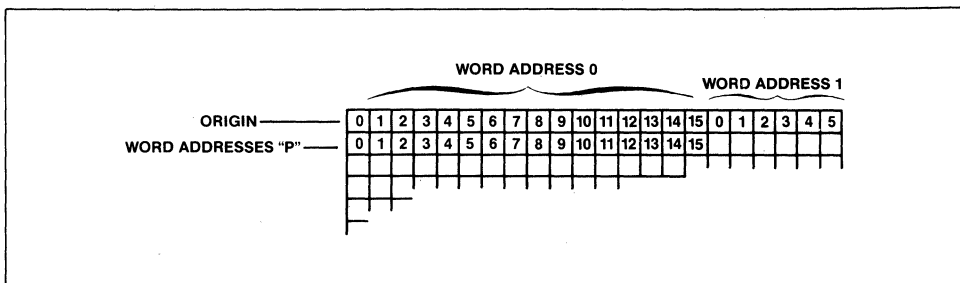 WORD ADDRESS 0
WORD ADDRESS 1
ORIGIN 0 1 2 3 4 5 6 7 8 9 10 11 12 13 14 15 0 1 2 3 4 5
WORD ADDRESSES "P" 0 1 2 3 4 5 6 7 8 9 10 11 12 13 14 15